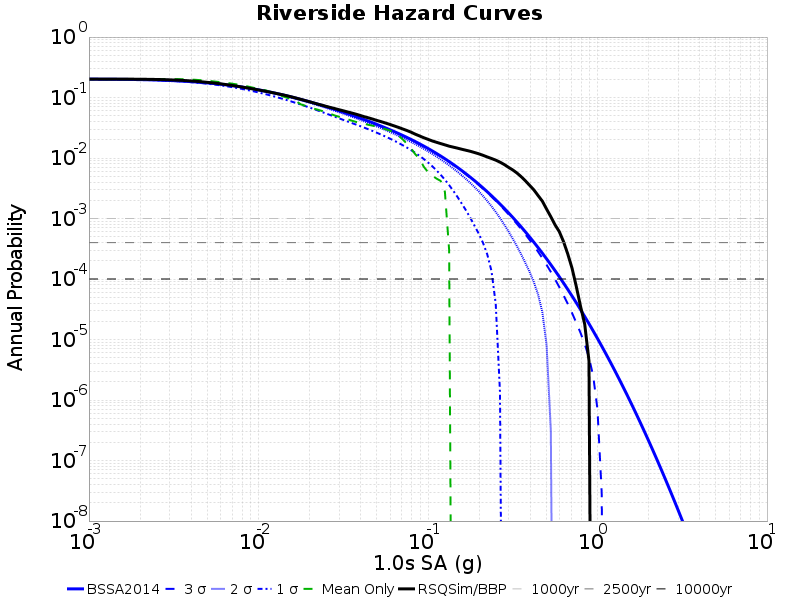 Riverside Hazard Curves
10^0
10^-1
10^-2
10^-3
10^-4
10^-5
10^-6
10^-7
10^-8
Annual Probability
10^-3 10^-2 10^-1 10^0 10^1
1.0s SA (g)
BSSA2014 3 σ 2 σ 1 σ Mean Only RSQSim/BBP 1000yr 2500yr 10000yr